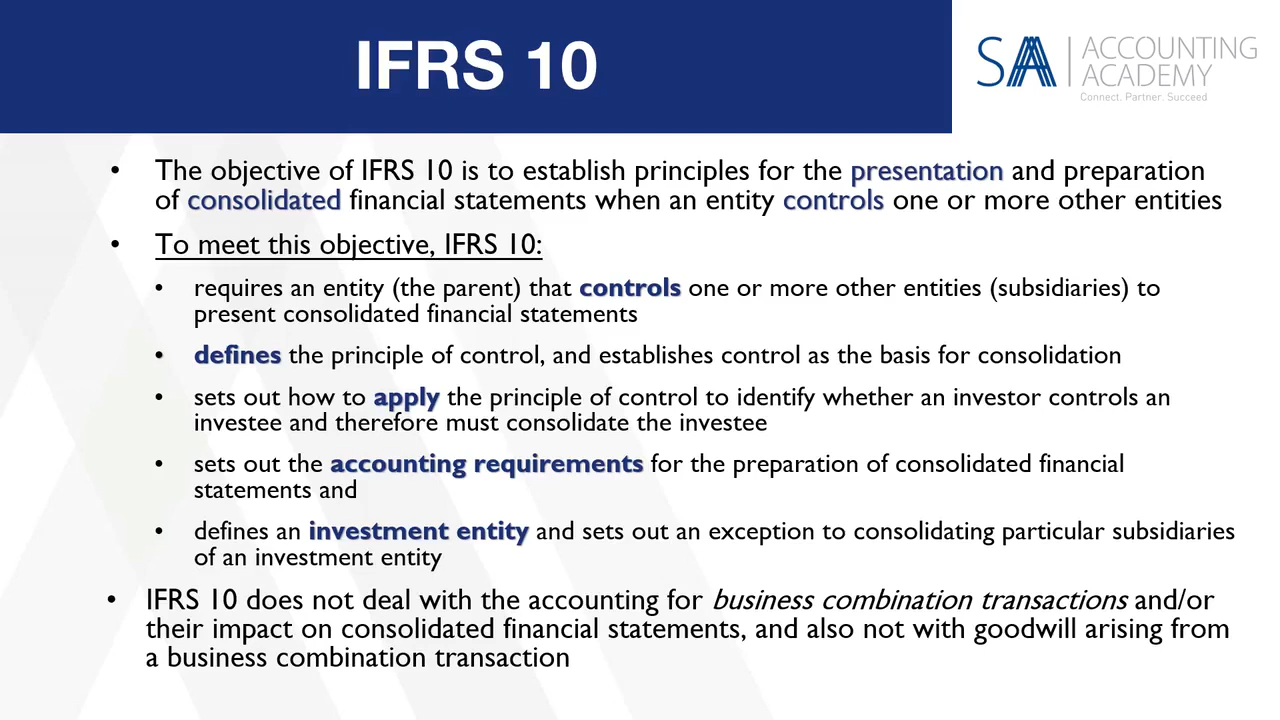 IFRS 10
SAA ACCOUNTING
ACADEMY
Connect. Partner. Succeed
• The objective of IFRS 10 is to establish principles for the presentation and preparation
of consolidated financial statements when an entity controls one or more other entities
• To meet this objective, IFRS 10:
• requires an entity (the parent) that controls one or more other entities (subsidiaries) to
present consolidated financial statements
• defines the principle of control, and establishes control as the basis for consolidation
• sets out how to apply the principle of control to identify whether an investor controls an
investee and therefore must consolidate the investee
• sets out the accounting requirements for the preparation of consolidated financial
statements and
• defines an investment entity and sets out an exception to consolidating particular subsidiaries
of an investment entity
• IFRS 10 does not deal with the accounting for business combination transactions and/or
their impact on consolidated financial statements, and also not with goodwill arising from
a business combination transaction